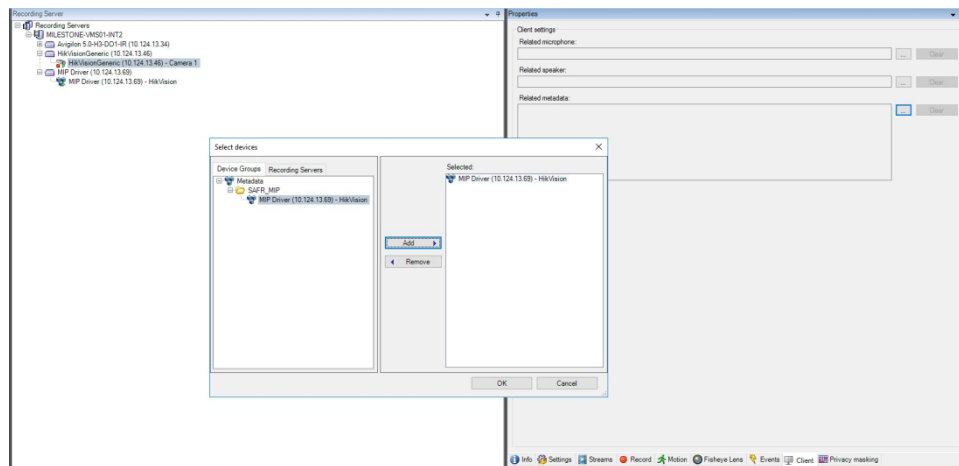 Recording Server
Recording Servers
MILESTONE-VMS01-INT2
Avigilon 5.0-H3-DO1-IR (10.124.13.34)
HikVisionGeneric (10.124.13.46)
HikVisionGeneric (10.124.13.46) - Camera 1
MIP Driver (10.124.13.69)
MIP Driver (10.124.13.69) - HikVision
Properties
Client settings
Related microphone:
... Clear
Related speaker:
... Clear
Related metadata:
... Clear
Select devices
Device Groups Recording Servers
Metadata
SAFR_MIP
MIP Driver (10.124.13.69) - HikVision
Add
Remove
Selected:
MIP Driver (10.124.13.69) - HikVision
OK Cancel
Info Settings Streams Record Motion Fisheye Lens Events Client Privacy masking